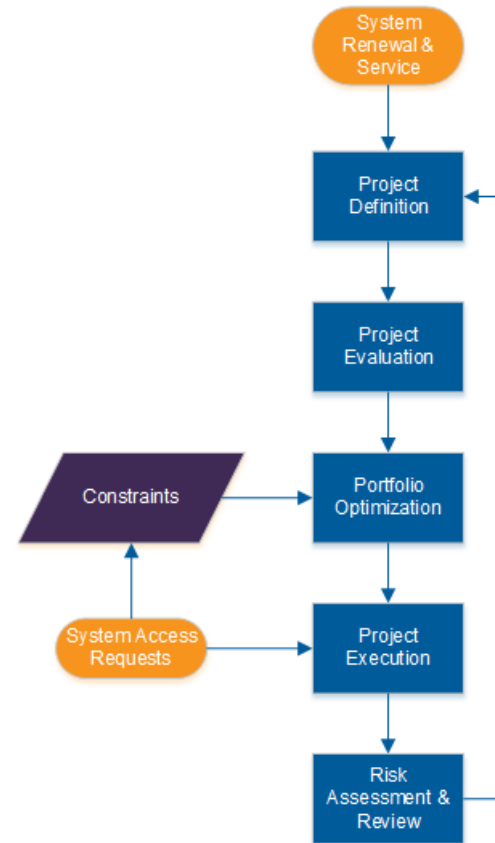 System
Renewal &
Service
Project
Definition
Project
Evaluation
Constraints
Portfolio
Optimization
System Access
Requests
Project
Execution
Risk
Assessment &
Review